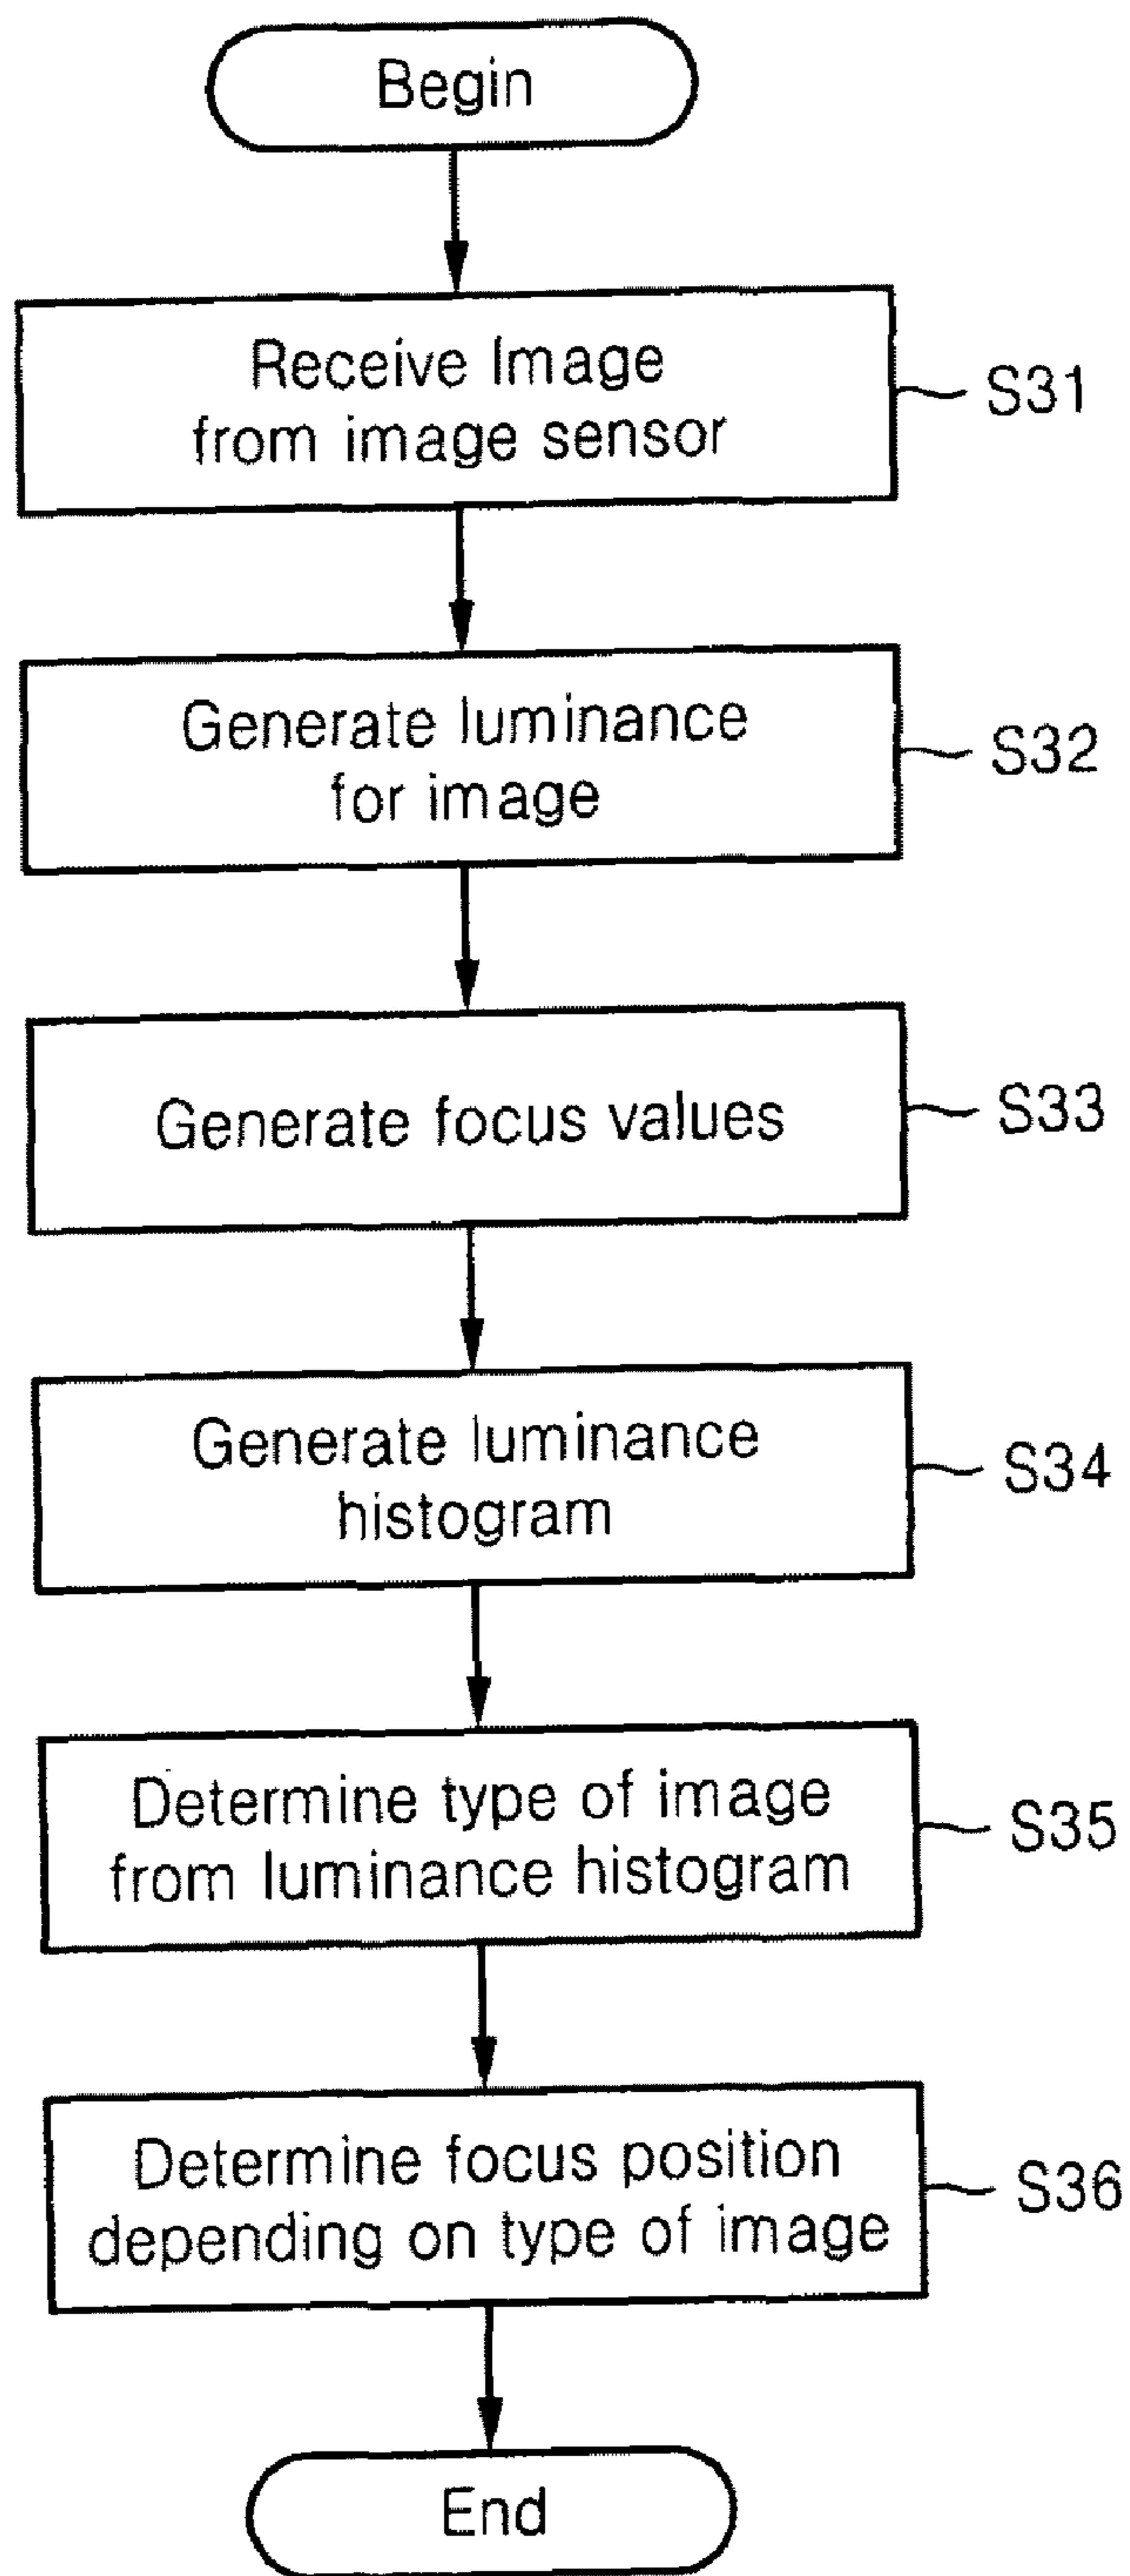 Begin
Receive Image
from image sensor
S31
Generate luminance
for image
S32
Generate focus values
S33
Generate luminance
histogram
S34
Determine type of image
from luminance histogram
S35
Determine focus position
depending on type of image
S36
End